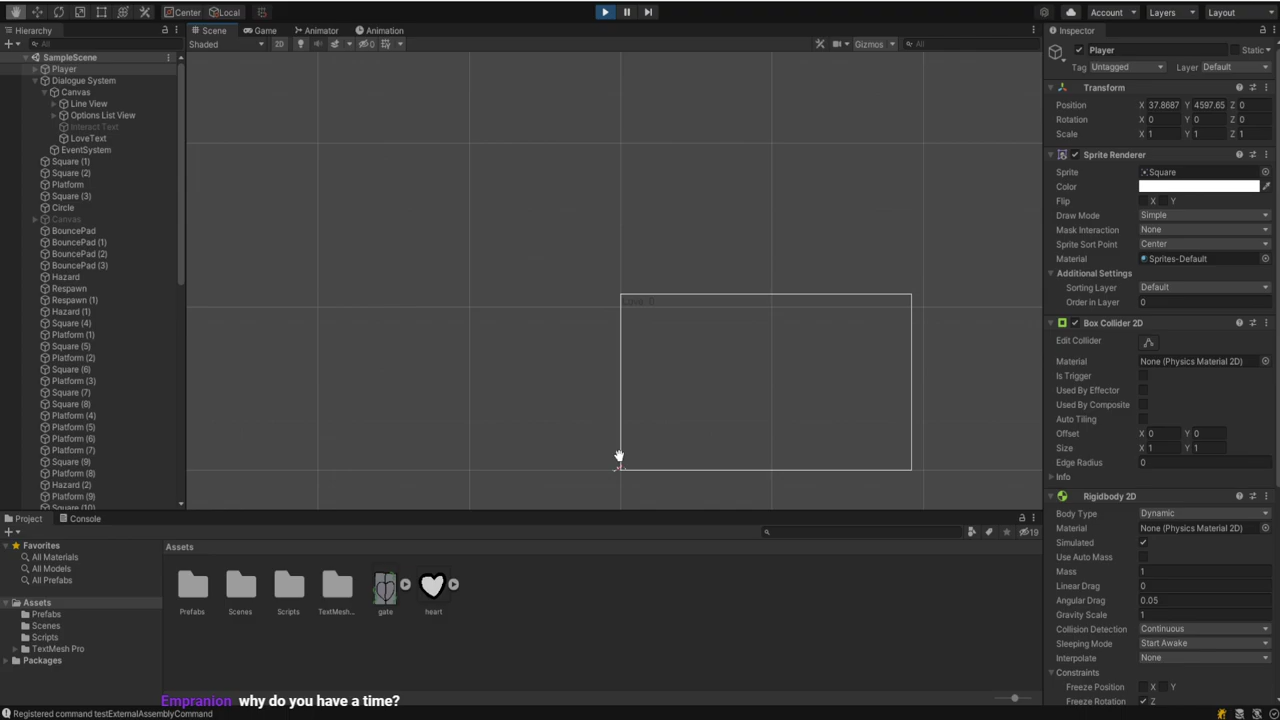 Center
Local
Account
Layers
Layout
Hierarchy
Scene
Game
Animator
Animation
Inspector
All
Shaded
2D
0
Gizmos
All
Player
Static
Tag
Untagged
Layer
Default
SampleScene
Player
Dialogue System
Canvas
Line View
Options List View
Interact Text
LoveText
EventSystem
Square (1)
Square (2)
Platform
Square (3)
Circle
Canvas
BouncePad
BouncePad (1)
BouncePad (2)
BouncePad (3)
Hazard
Respawn
Respawn (1)
Hazard (1)
Square (4)
Platform (1)
Square (5)
Platform (2)
Square (6)
Platform (3)
Square (7)
Square (8)
Platform (4)
Platform (5)
Platform (6)
Platform (7)
Square (9)
Platform (8)
Hazard (2)
Platform (9)
Square (10)
Love: 0
Transform
Position X 37.8687 Y 4597.65 Z 0
Rotation X 0 Y 0 Z 0
Scale X 1 Y 1 Z 1
Sprite Renderer
Sprite Square
Color
Flip X Y
Draw Mode Simple
Mask Interaction None
Sprite Sort Point Center
Material Sprites-Default
Additional Settings
Sorting Layer Default
Order in Layer 0
Box Collider 2D
Edit Collider
Material None (Physics Material 2D)
Is Trigger
Used By Effector
Used By Composite
Auto Tiling
Offset X 0 Y 0
Size X 1 Y 1
Edge Radius 0
Info
Rigidbody 2D
Body Type Dynamic
Material None (Physics Material 2D)
Simulated
Use Auto Mass
Mass 1
Linear Drag 0
Angular Drag 0.05
Gravity Scale 1
Collision Detection Continuous
Sleeping Mode Start Awake
Interpolate None
Constraints
Freeze Position X Y
Freeze Rotation Z
Project
Console
19
Favorites
All Materials
All Models
All Prefabs
Assets
Prefabs
Scenes
Scripts
TextMesh Pro
Packages
Assets
Prefabs
Scenes
Scripts
TextMesh...
gate
heart
Empranion why do you have a time?
Registered command testExternalAssemblyCommand